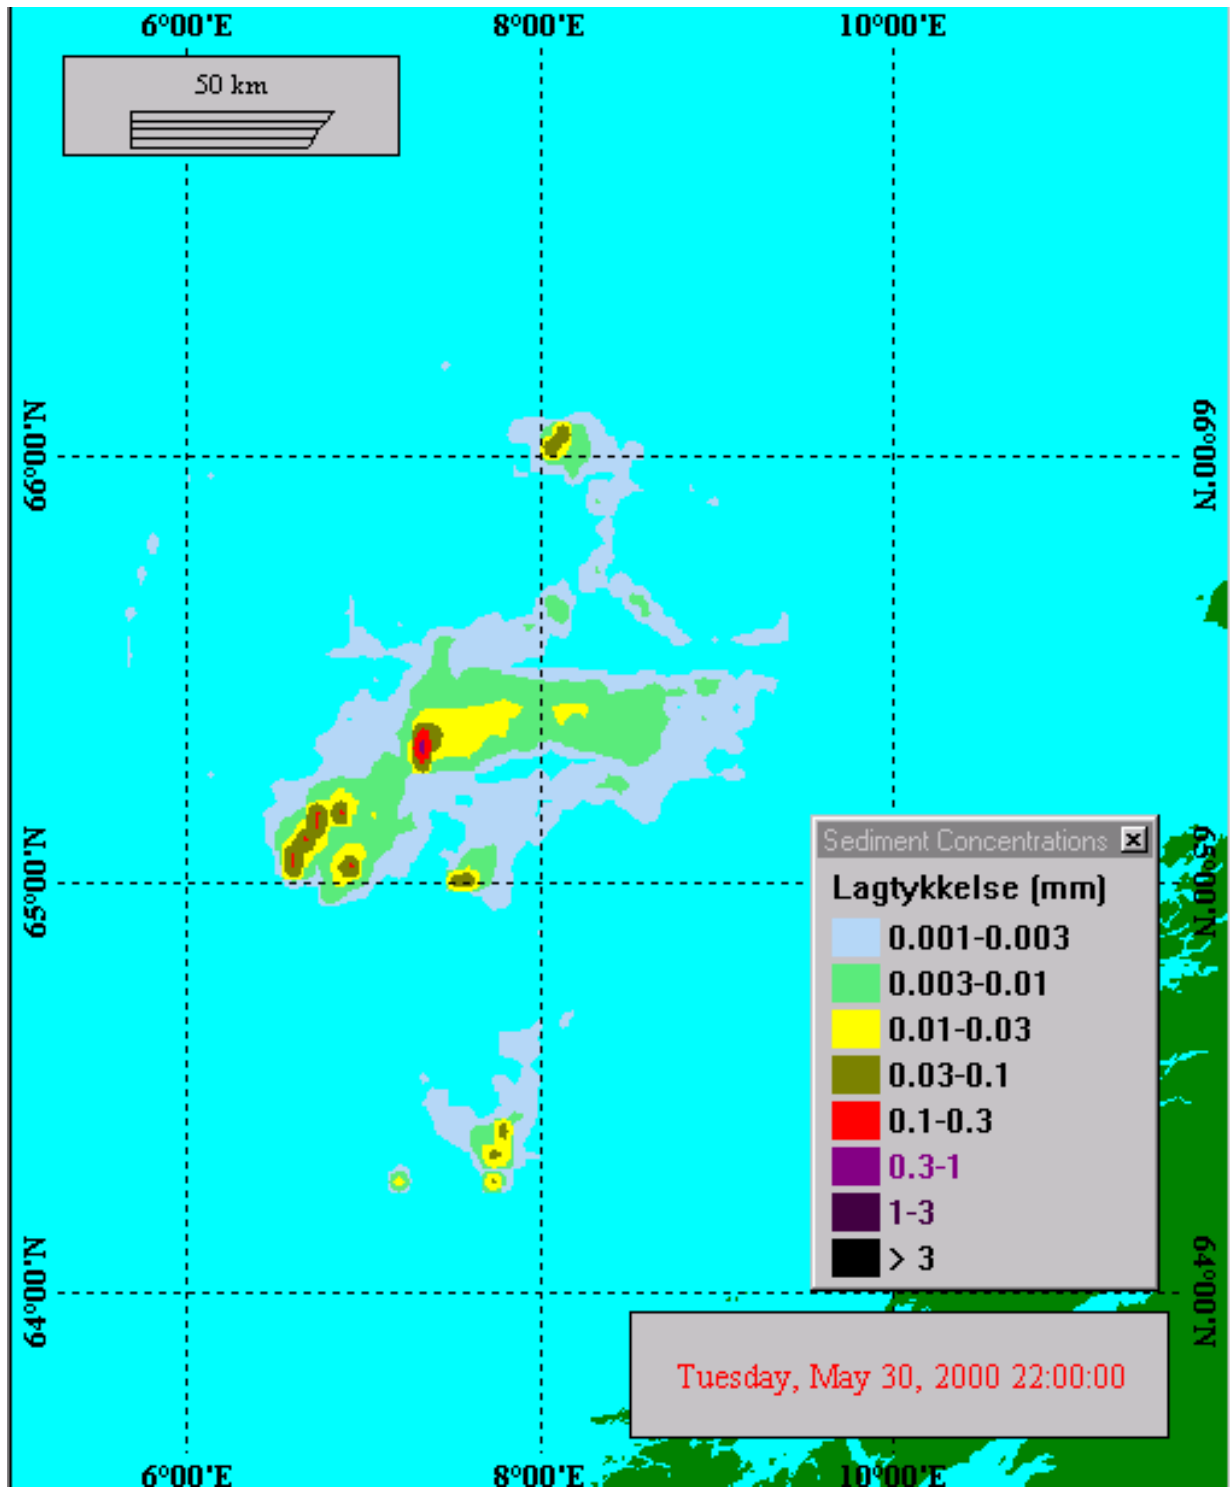 6°00'E 8°00'E 10°00'E
50 km
66°00'N 66°00'N
65°00'N 65°00'N
Sediment Concentrations
Lagtykkelse (mm)
0.001-0.003
0.003-0.01
0.01-0.03
0.03-0.1
0.1-0.3
0.3-1
1-3
> 3
64°00'N 64°00'N
Tuesday, May 30, 2000 22:00:00
6°00'E 8°00'E 10°00'E